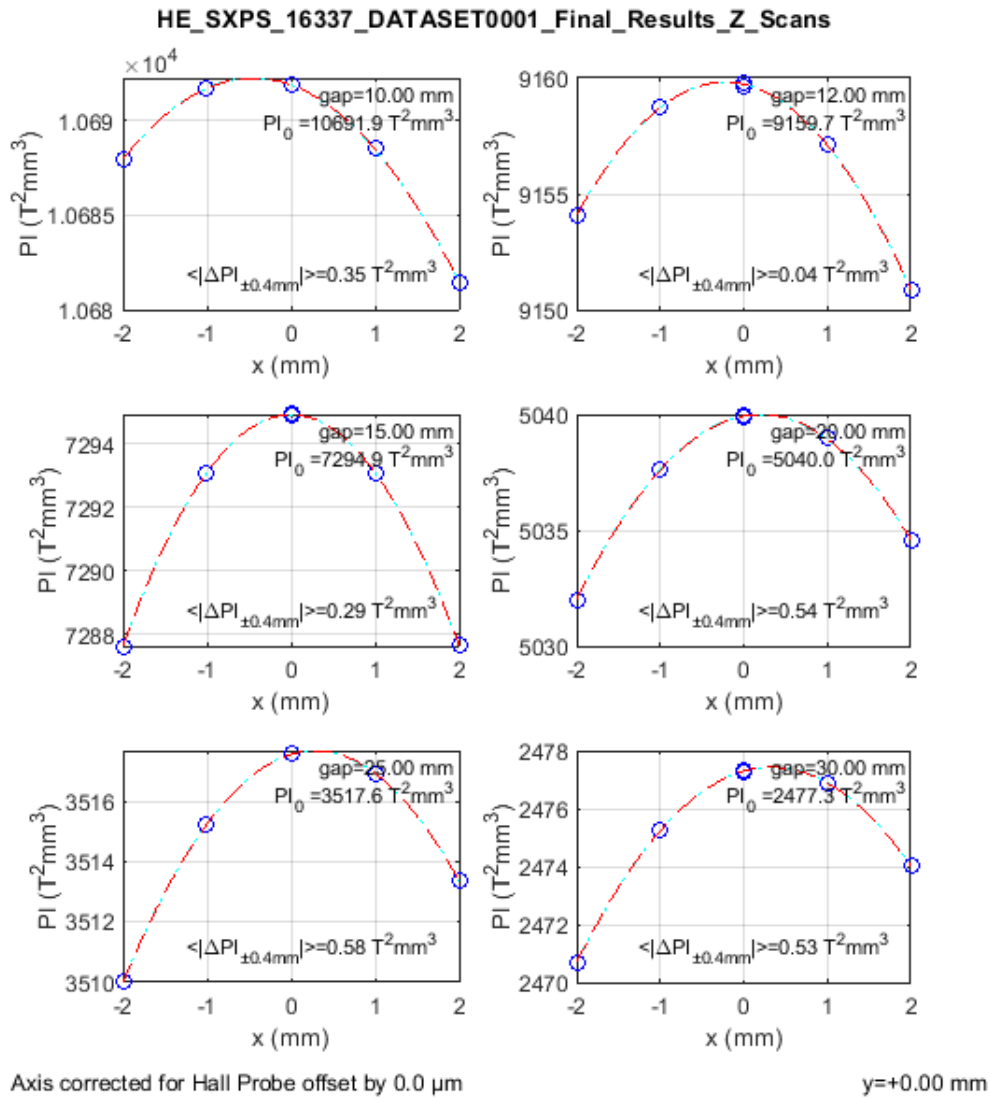 HE_SXPS_16337_DATASET0001_Final_Results_Z_Scans
×10⁴
gap=10.00 mm
PI₀ =10691.9 T²mm³
1.069
1.0685
1.068
PI (T²mm³)
<|ΔPI±0.4mm|>=0.35 T²mm³
-2 -1 0 1 2
x (mm)
9160
gap=12.00 mm
PI₀ =9159.7 T²mm³
9155
9150
PI (T²mm³)
<|ΔPI±0.4mm|>=0.04 T²mm³
-2 -1 0 1 2
x (mm)
gap=15.00 mm
PI₀ =7294.9 T²mm³
7294
7292
7290
7288
PI (T²mm³)
<|ΔPI±0.4mm|>=0.29 T²mm³
-2 -1 0 1 2
x (mm)
5040
gap=20.00 mm
PI₀ =5040.0 T²mm³
5035
5030
PI (T²mm³)
<|ΔPI±0.4mm|>=0.54 T²mm³
-2 -1 0 1 2
x (mm)
gap=25.00 mm
PI₀ =3517.6 T²mm³
3516
3514
3512
3510
PI (T²mm³)
<|ΔPI±0.4mm|>=0.58 T²mm³
-2 -1 0 1 2
x (mm)
2478
gap=30.00 mm
PI₀ =2477.3 T²mm³
2476
2474
2472
2470
PI (T²mm³)
<|ΔPI±0.4mm|>=0.53 T²mm³
-2 -1 0 1 2
x (mm)
Axis corrected for Hall Probe offset by 0.0 µm
y=+0.00 mm